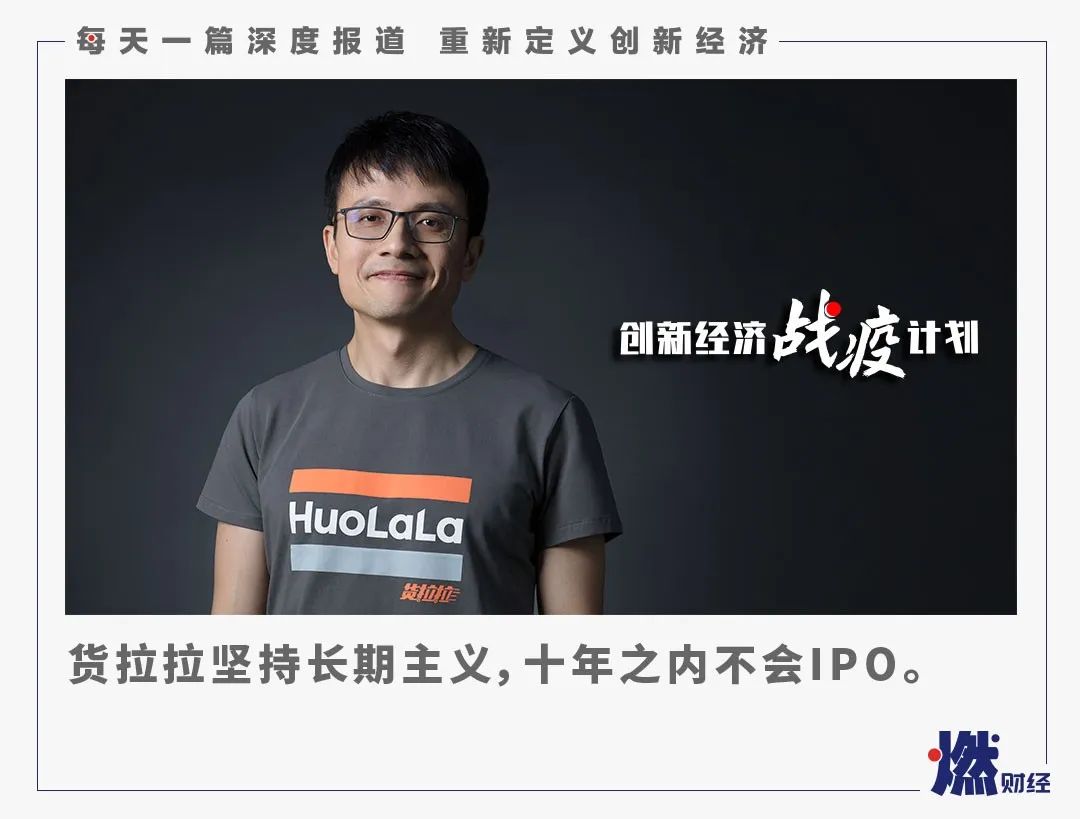 每天一篇深度报道 重新定义创新经济
创新经济战疫计划
HuoLaLa
货拉拉
货拉拉坚持长期主义,十年之内不会IPO。
燃财经